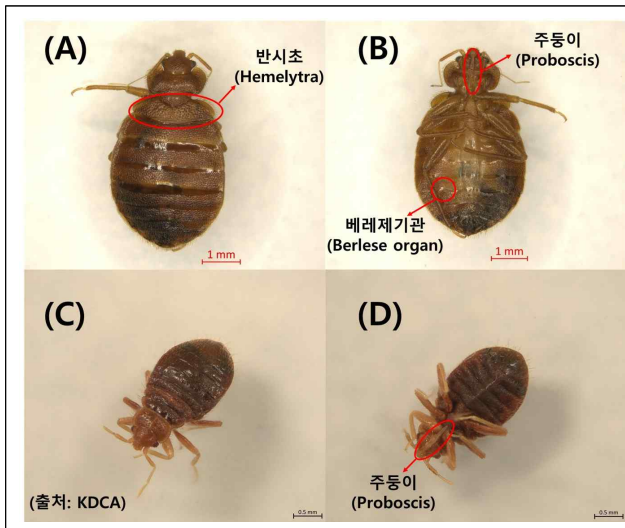 (A)
반시초
(Hemelytra)
1 mm
(B)
주둥이
(Proboscis)
베레제기관
(Berlese organ)
1 mm
(C)
(출처: KDCA)
0.5 mm
(D)
주둥이
(Proboscis)
0.5 mm